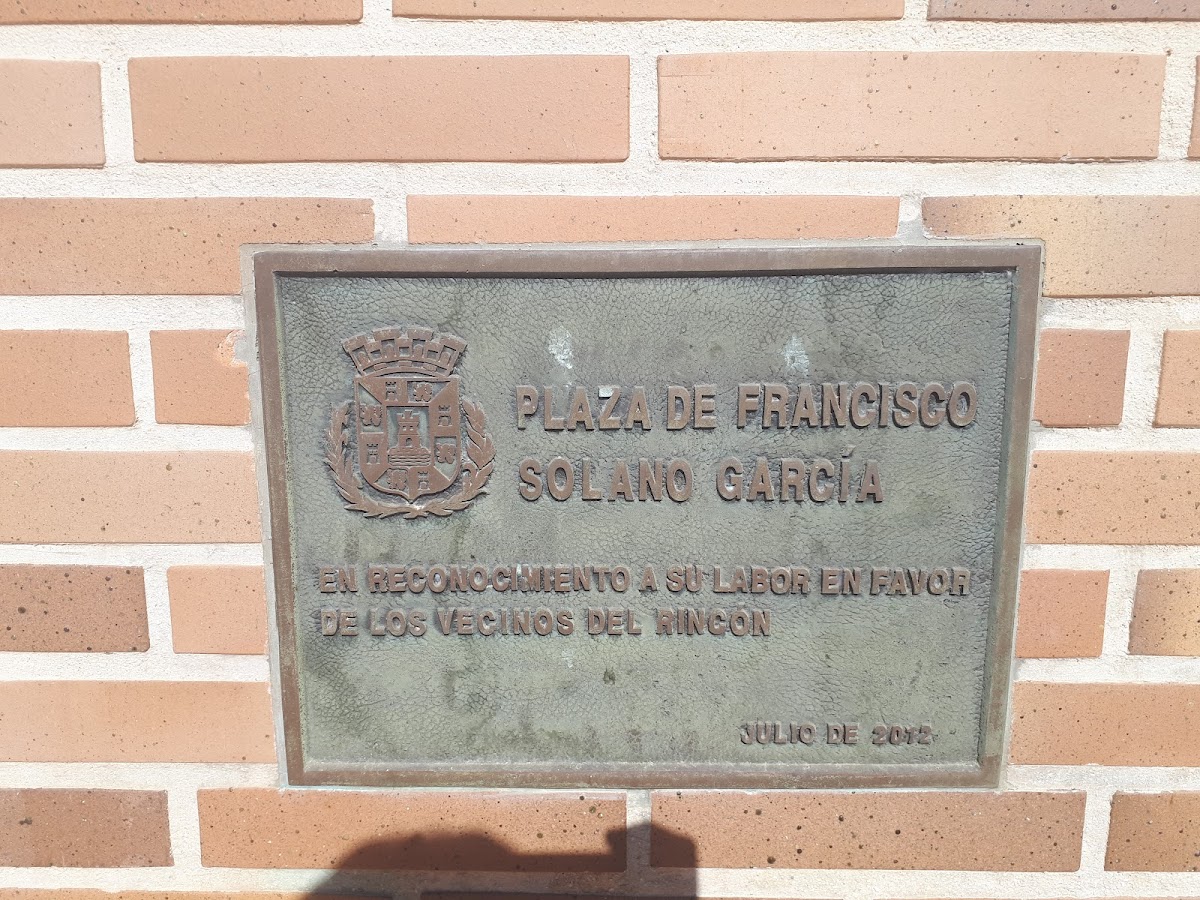 PLAZA DE FRANCISCO
SOLANO GARCÍA
EN RECONOCIMIENTO A SU LABOR EN FAVOR
DE LOS VECINOS DEL RINCÓN
JULIO DE 2012